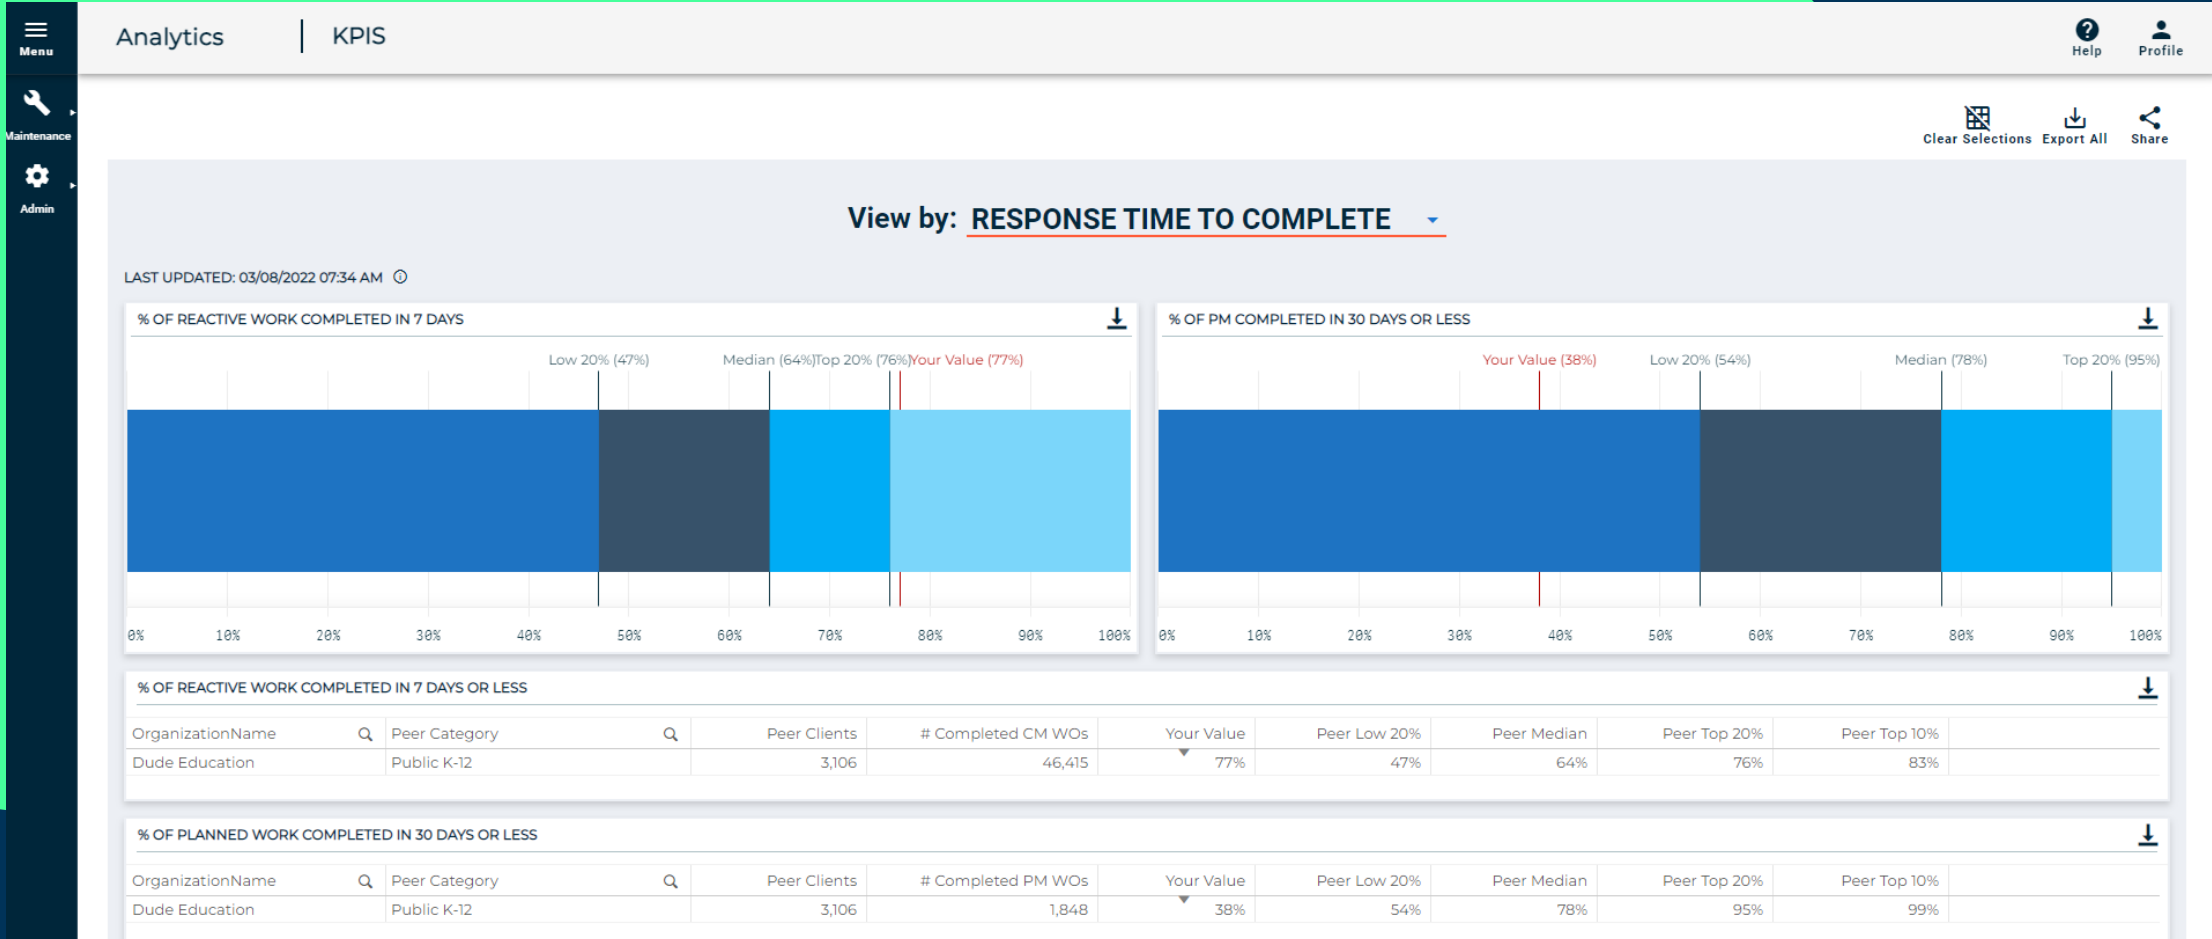 Menu
Analytics | KPIS
Help
Profile
Maintenance
Admin
Clear Selections
Export All
Share
View by: RESPONSE TIME TO COMPLETE
LAST UPDATED: 03/08/2022 07:34 AM
% OF REACTIVE WORK COMPLETED IN 7 DAYS
Low 20% (47%) Median (64%) Top 20% (76%) Your Value (77%)
0% 10% 20% 30% 40% 50% 60% 70% 80% 90% 100%
% OF PM COMPLETED IN 30 DAYS OR LESS
Your Value (38%) Low 20% (54%) Median (78%) Top 20% (95%)
0% 10% 20% 30% 40% 50% 60% 70% 80% 90% 100%
% OF REACTIVE WORK COMPLETED IN 7 DAYS OR LESS
OrganizationName Peer Category Peer Clients # Completed CM WOs Your Value Peer Low 20% Peer Median Peer Top 20% Peer Top 10%
Dude Education Public K-12 3,106 46,415 77% 47% 64% 76% 83%
% OF PLANNED WORK COMPLETED IN 30 DAYS OR LESS
OrganizationName Peer Category Peer Clients # Completed PM WOs Your Value Peer Low 20% Peer Median Peer Top 20% Peer Top 10%
Dude Education Public K-12 3,106 1,848 38% 54% 78% 95% 99%